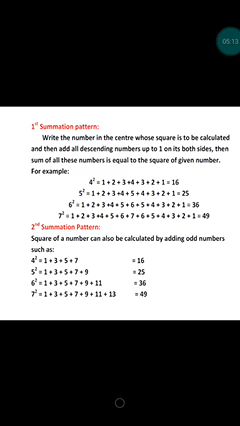 05:13
1st Summation pattern:
Write the number in the centre whose square is to be calculated
and then add all descending numbers up to 1 on its both sides, then
sum of all these numbers is equal to the square of given number.
For example:
4² = 1 + 2 + 3 +4 + 3 + 2 + 1 = 16
5² = 1 + 2 + 3 +4 + 5 + 4 + 3 + 2 + 1 = 25
6² = 1 + 2 + 3 +4 + 5 + 6 + 5 + 4 + 3 + 2 + 1 = 36
7² = 1 + 2 + 3 +4 + 5 + 6 + 7 + 6 + 5 + 4 + 3 + 2 + 1 = 49
2nd Summation Pattern:
Square of a number can also be calculated by adding odd numbers
such as:
4² = 1 + 3 + 5 + 7 = 16
5² = 1 + 3 + 5 + 7 + 9 = 25
6² = 1 + 3 + 5 + 7 + 9 + 11 = 36
7² = 1 + 3 + 5 + 7 + 9 + 11 + 13 = 49